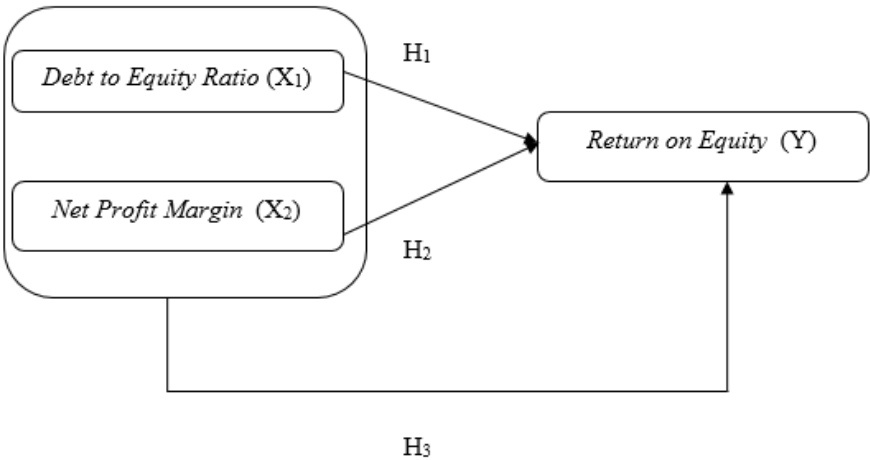 H₁
Debt to Equity Ratio (X₁)
Return on Equity (Y)
Net Profit Margin (X₂)
H₂
H₃